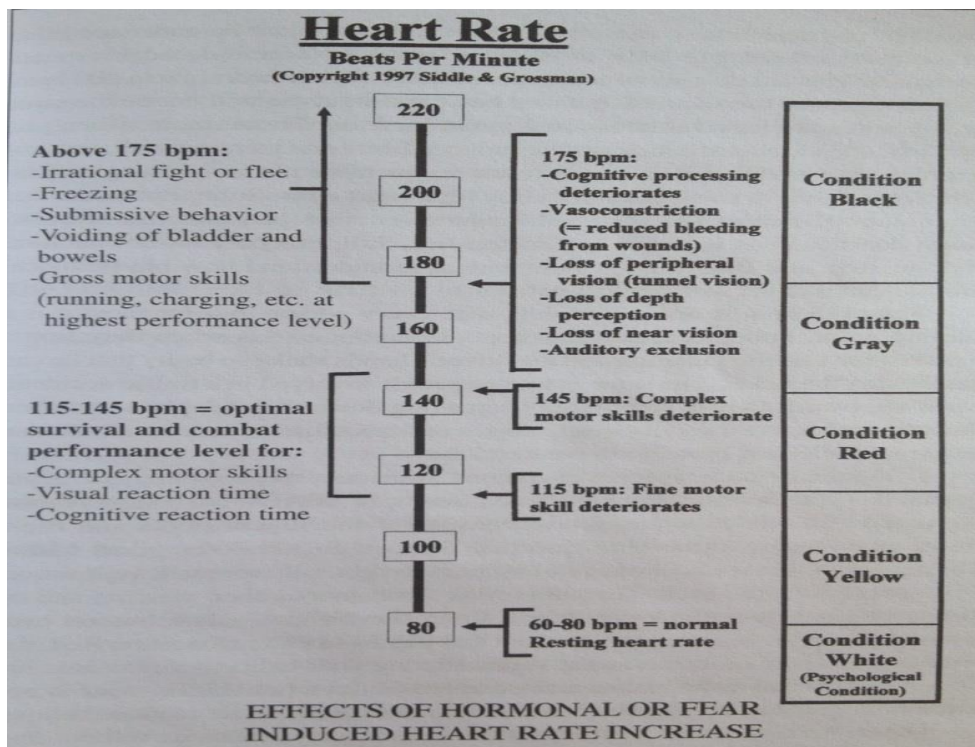 Heart Rate
Beats Per Minute
(Copyright 1997 Siddle & Grossman)
220
200
180
160
140
120
100
80
Above 175 bpm:
-Irrational fight or flee
-Freezing
-Submissive behavior
-Voiding of bladder and
bowels
-Gross motor skills
(running, charging, etc. at
highest performance level)
115-145 bpm = optimal
survival and combat
performance level for:
-Complex motor skills
-Visual reaction time
-Cognitive reaction time
175 bpm:
-Cognitive processing
deteriorates
-Vasoconstriction
(= reduced bleeding
from wounds)
-Loss of peripheral
vision (tunnel vision)
-Loss of depth
perception
-Loss of near vision
-Auditory exclusion
145 bpm: Complex
motor skills deteriorate
115 bpm: Fine motor
skill deteriorates
60-80 bpm = normal
Resting heart rate
Condition
Black
Condition
Gray
Condition
Red
Condition
Yellow
Condition
White
(Psychological
Condition)
EFFECTS OF HORMONAL OR FEAR
INDUCED HEART RATE INCREASE